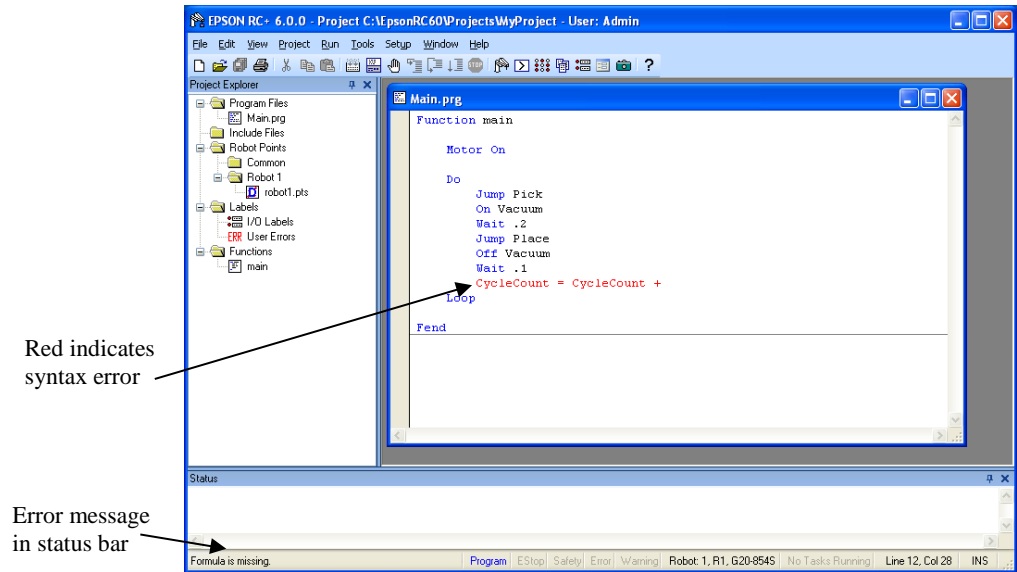 EPSON RC+ 6.0.0 - Project C:\EpsonRC60\Projects\MyProject - User: Admin
File Edit View Project Run Tools Setup Window Help
Project Explorer
Program Files
Main.prg
Include Files
Robot Points
Common
Robot 1
robot1.pts
Labels
I/O Labels
ERR User Errors
Functions
main
Main.prg
Function main
Motor On
Do
Jump Pick
On Vacuum
Wait .2
Jump Place
Off Vacuum
Wait .1
CycleCount = CycleCount +
Loop
Fend
Red indicates
syntax error
Status
Error message
in status bar
Formula is missing.
Program EStop Safety Error Warning Robot: 1, R1, G20-854S No Tasks Running Line 12, Col 28 INS